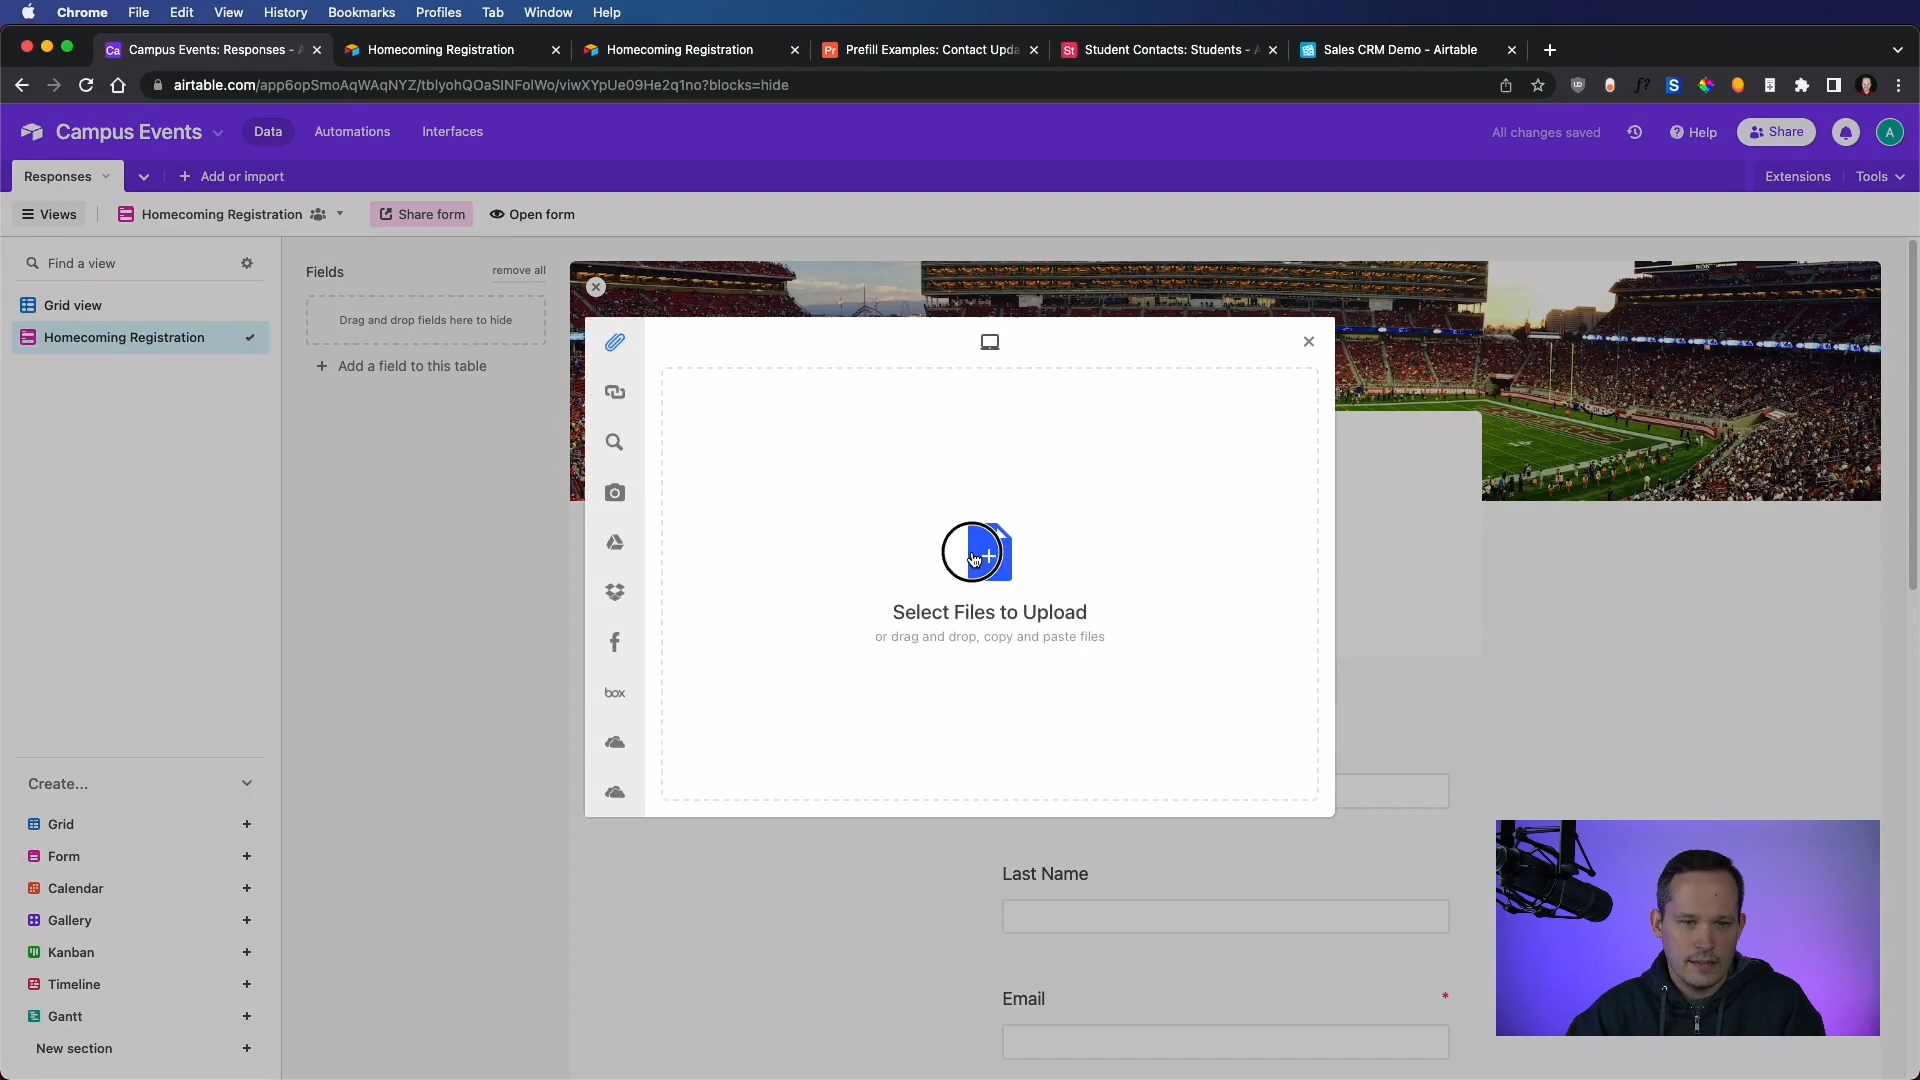 Chrome File Edit View History Bookmarks Profiles Tab Window Help
Ca Campus Events: Responses - A
Homecoming Registration
Homecoming Registration
Pr Prefill Examples: Contact Upda
St Student Contacts: Students - A
Sales CRM Demo - Airtable
airtable.com/app6opSmoAqWAqNYZ/tblyohQOaSINFolWo/viwXYpUe09He2q1no?blocks=hide
Campus Events Data Automations Interfaces
All changes saved Help Share A
Responses Add or import Extensions Tools
Views Homecoming Registration Share form Open form
Find a view
Grid view
Homecoming Registration
Fields remove all
Drag and drop fields here to hide
Add a field to this table
Select Files to Upload
or drag and drop, copy and paste files
box
Create...
Grid
Form
Calendar
Gallery
Kanban
Timeline
Gantt
New section
Last Name
Email *